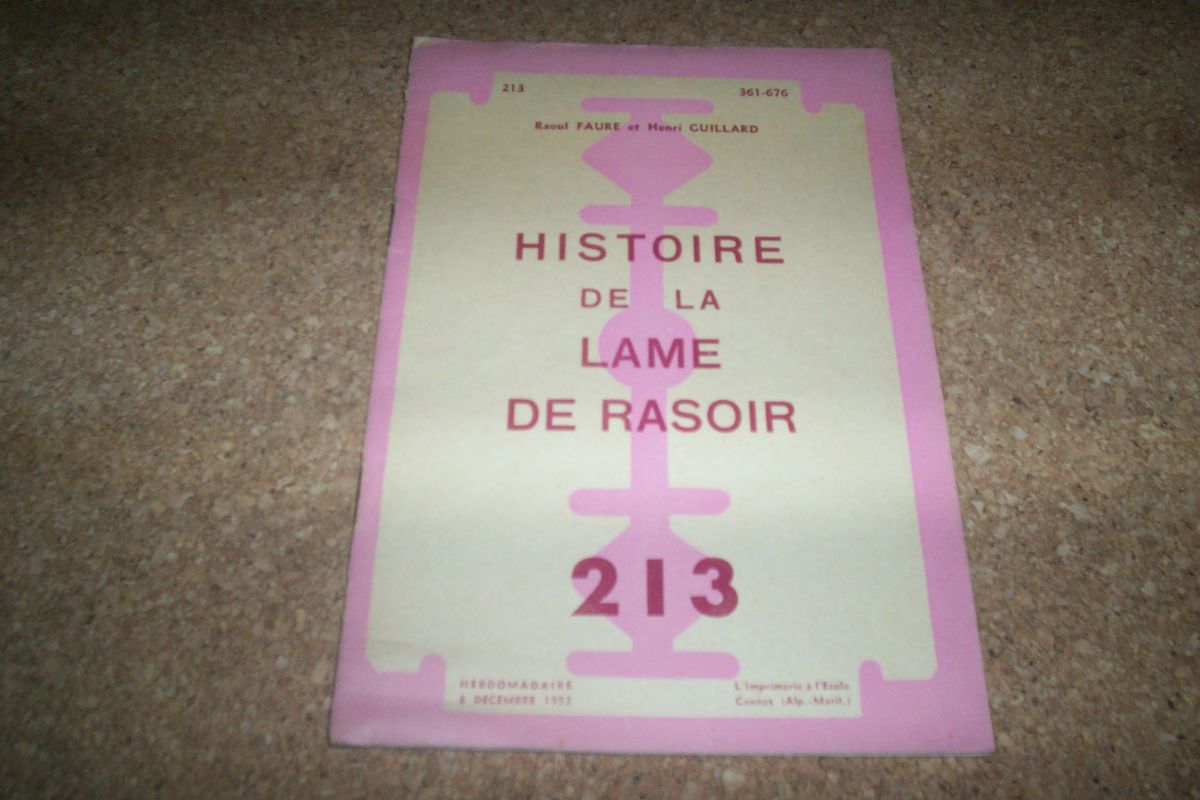 213
361-676
Raoul FAURE et Henri GUILLARD
HISTOIRE
DE LA
LAME
DE RASOIR
213
HEBDOMADAIRE
8 DECEMBRE 1952
L'Imprimerie à l'Ecole
Cannes (Alp.-Marit.)